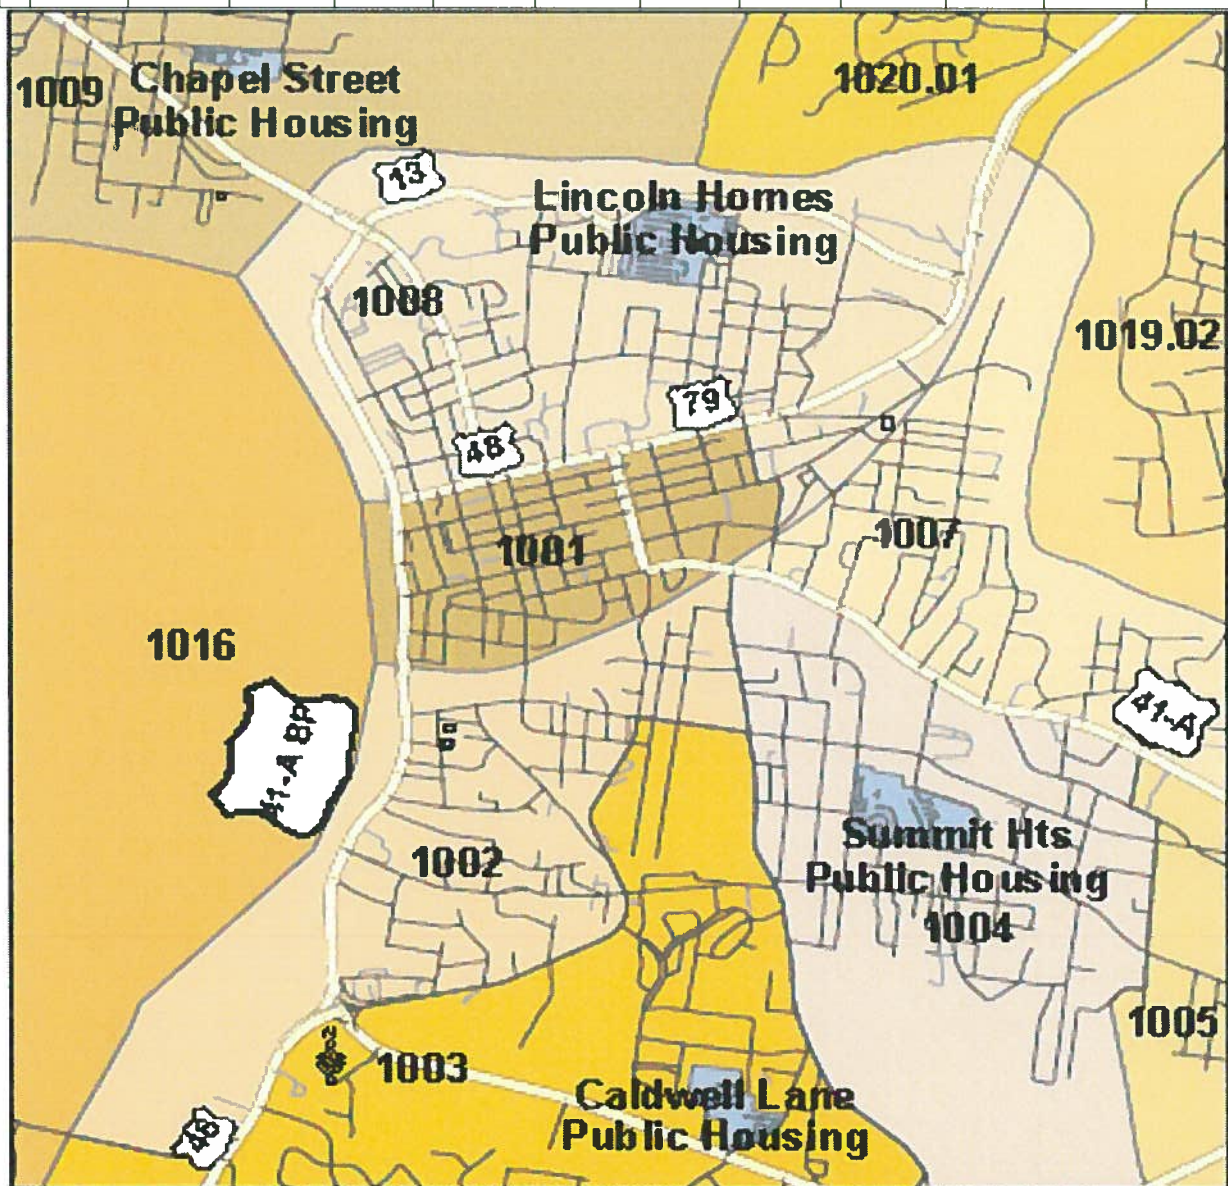 1009
Chapel Street
Public Housing
1020.01
13
Lincoln Homes
Public Housing
1008
1019.02
79
48
1001
1007
1016
41-A
41-A BP
Summit Hts
Public Housing
1002
1004
1005
1003
Caldwell Lane
Public Housing
48